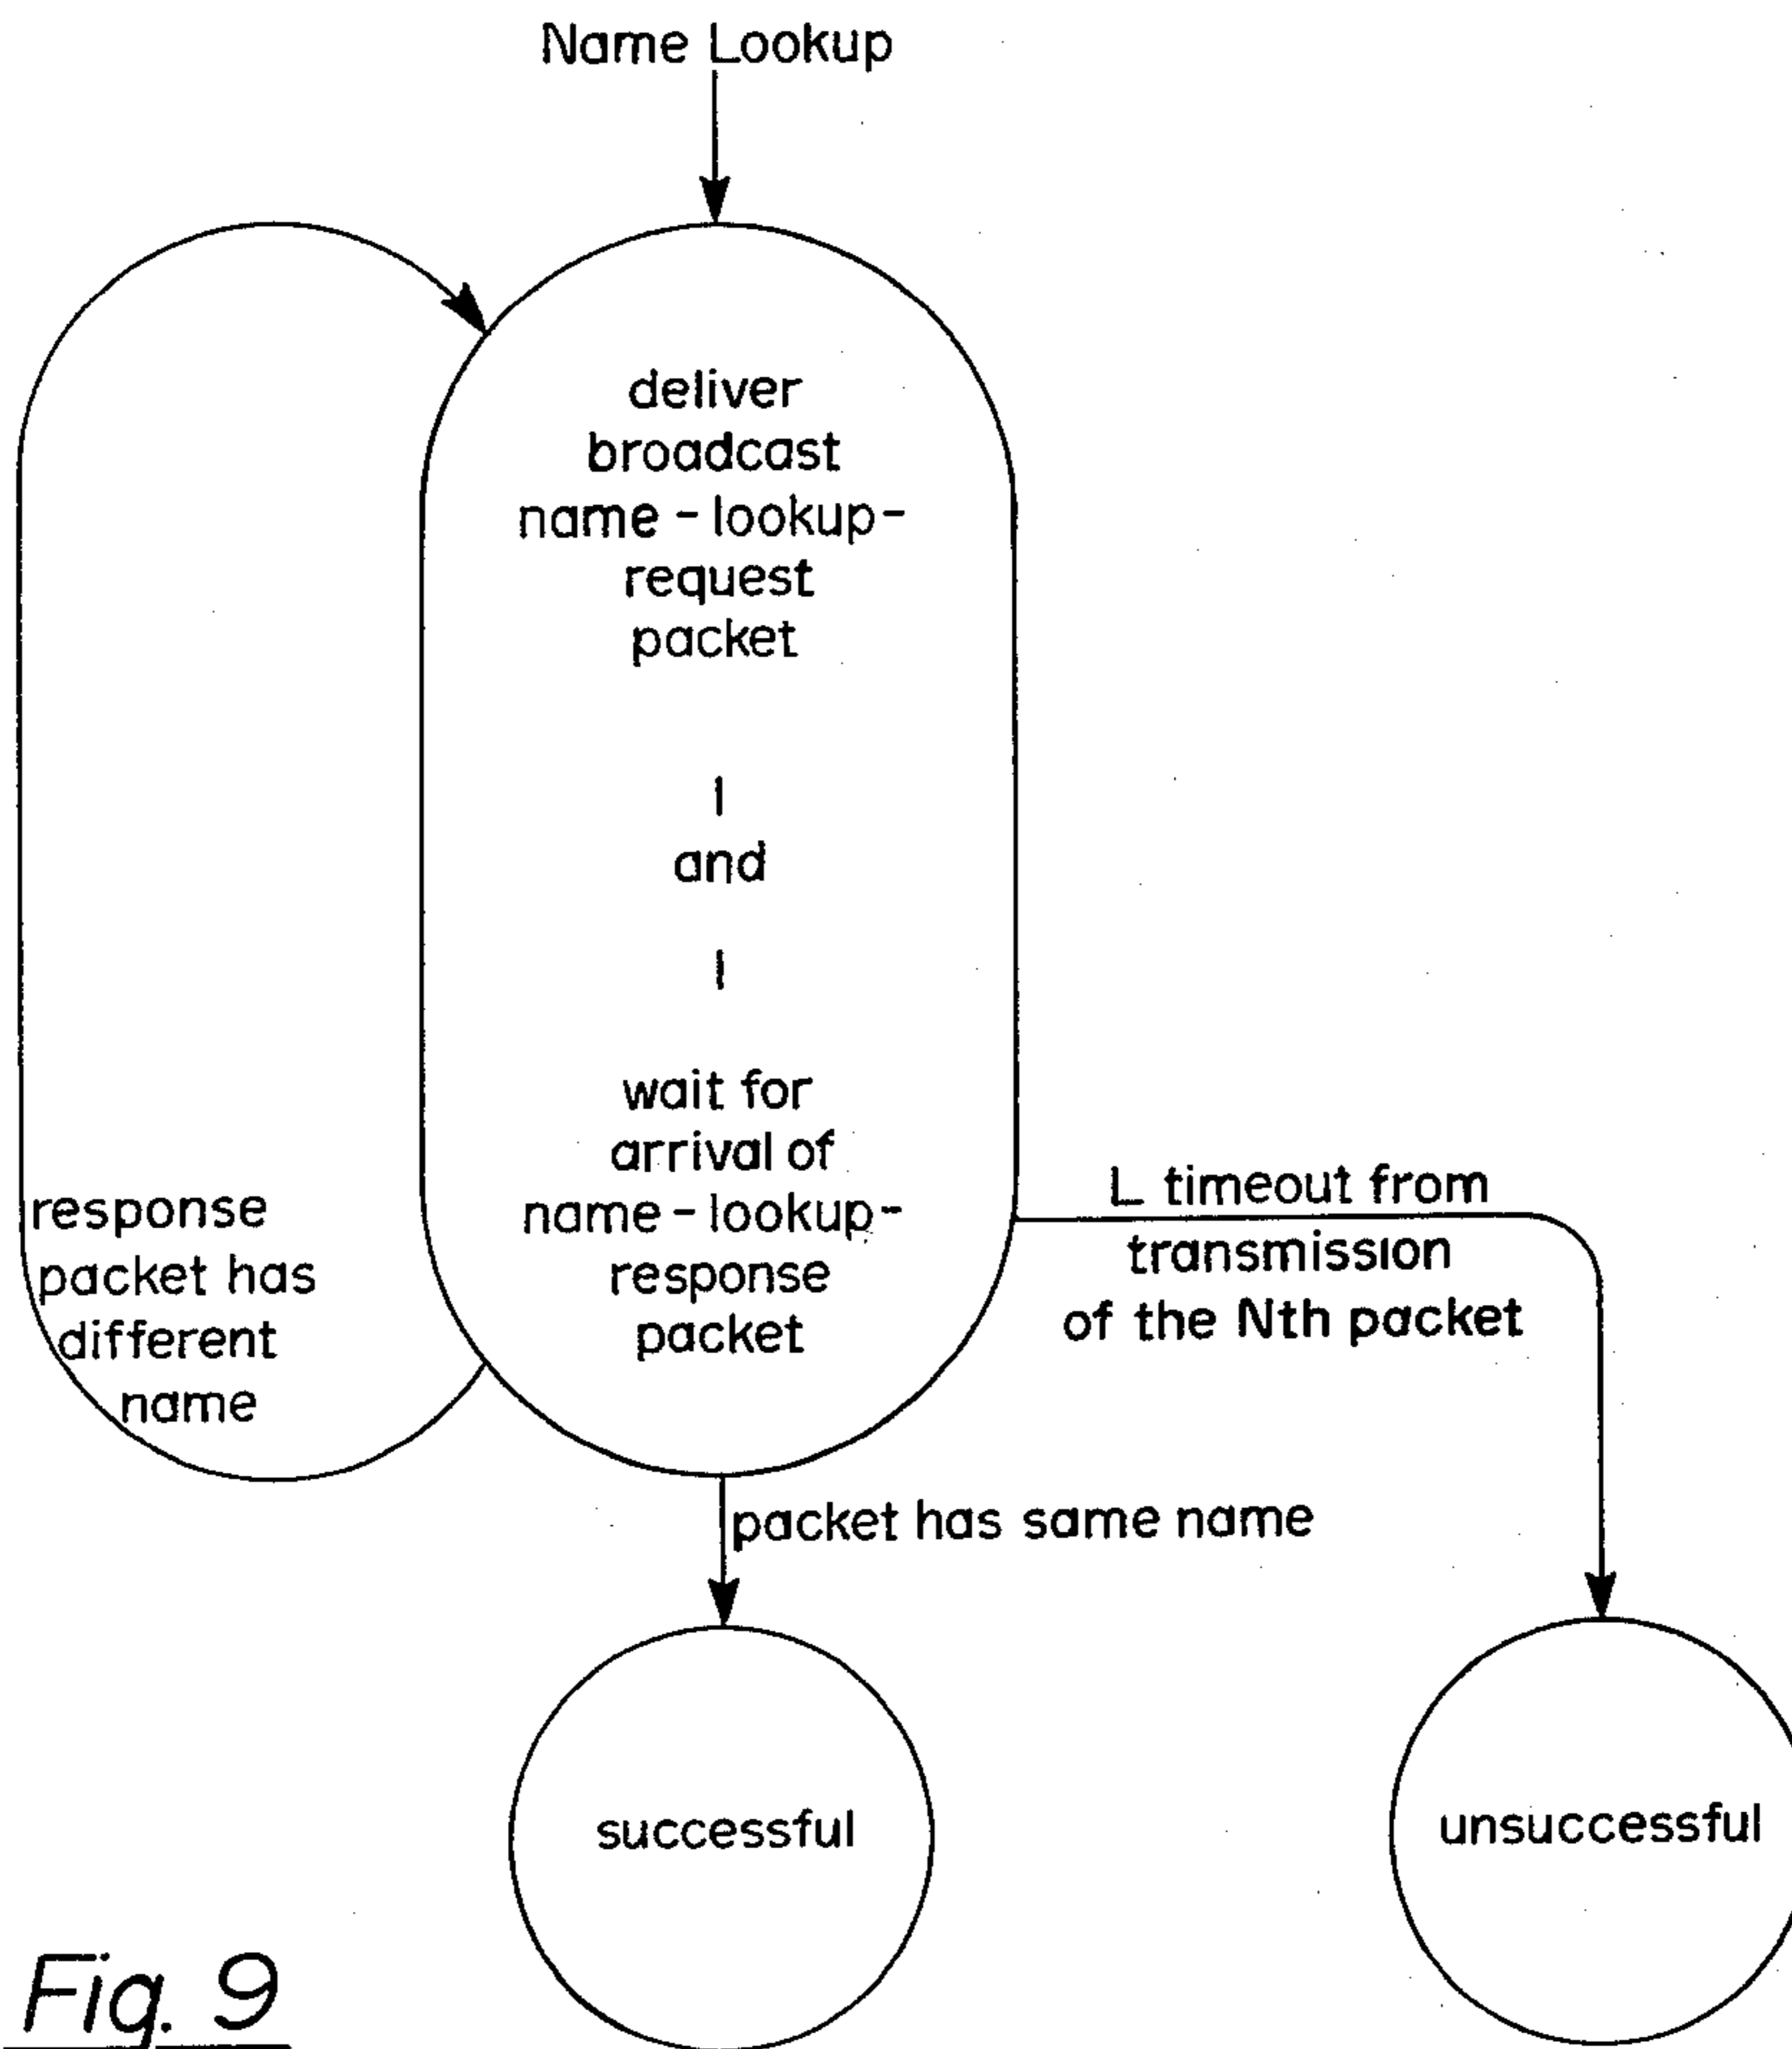 Name Lookup
deliver
broadcast
name - lookup -
request
packet
and
wait for
arrival of
name - lookup -
response
packet
response
packet has
different
name
L timeout from
transmission
of the Nth packet
packet has same name
successful
unsuccessful
Fig. 9